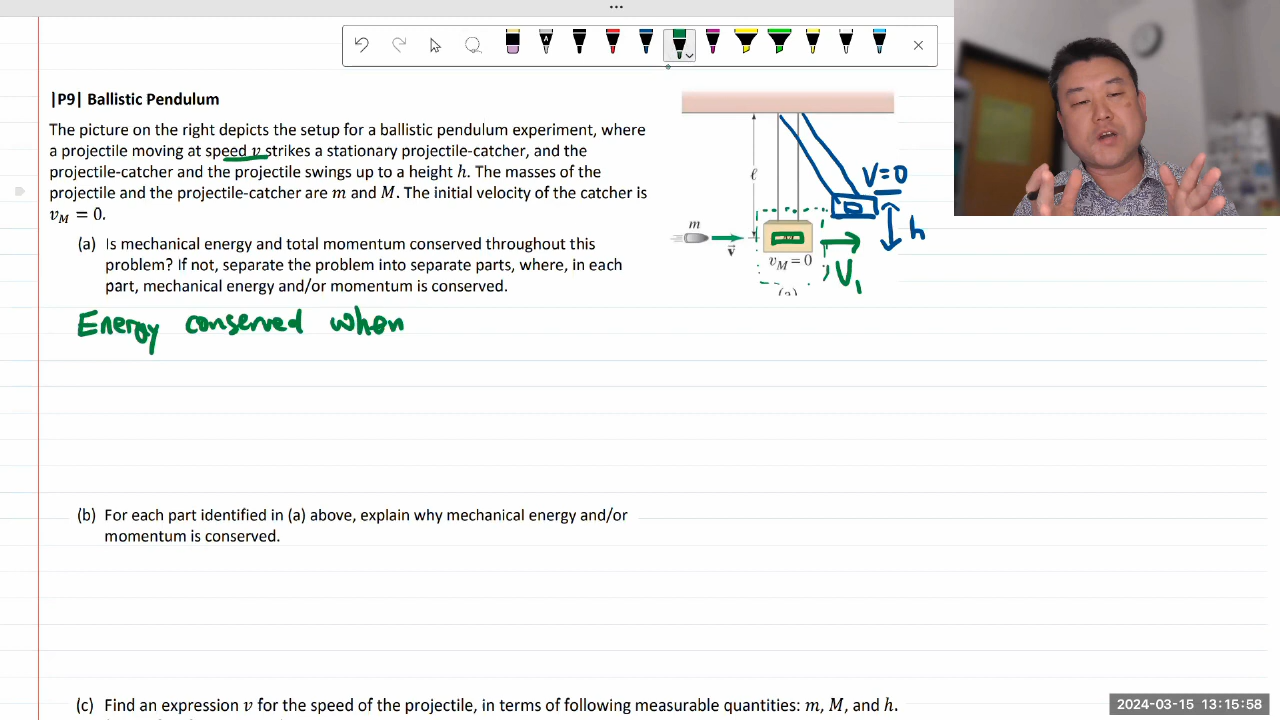 |P9| Ballistic Pendulum
The picture on the right depicts the setup for a ballistic pendulum experiment, where
a projectile moving at speed v strikes a stationary projectile-catcher, and the
projectile-catcher and the projectile swings up to a height h. The masses of the
projectile and the projectile-catcher are m and M. The initial velocity of the catcher is
v_M = 0.
(a) Is mechanical energy and total momentum conserved throughout this
problem? If not, separate the problem into separate parts, where, in each
part, mechanical energy and/or momentum is conserved.
Energy conserved when
ℓ
V=0
h
m
v⃗
v_M = 0
V₁
(b) For each part identified in (a) above, explain why mechanical energy and/or
momentum is conserved.
(c) Find an expression v for the speed of the projectile, in terms of following measurable quantities: m, M, and h.
2024-03-15 13:15:58